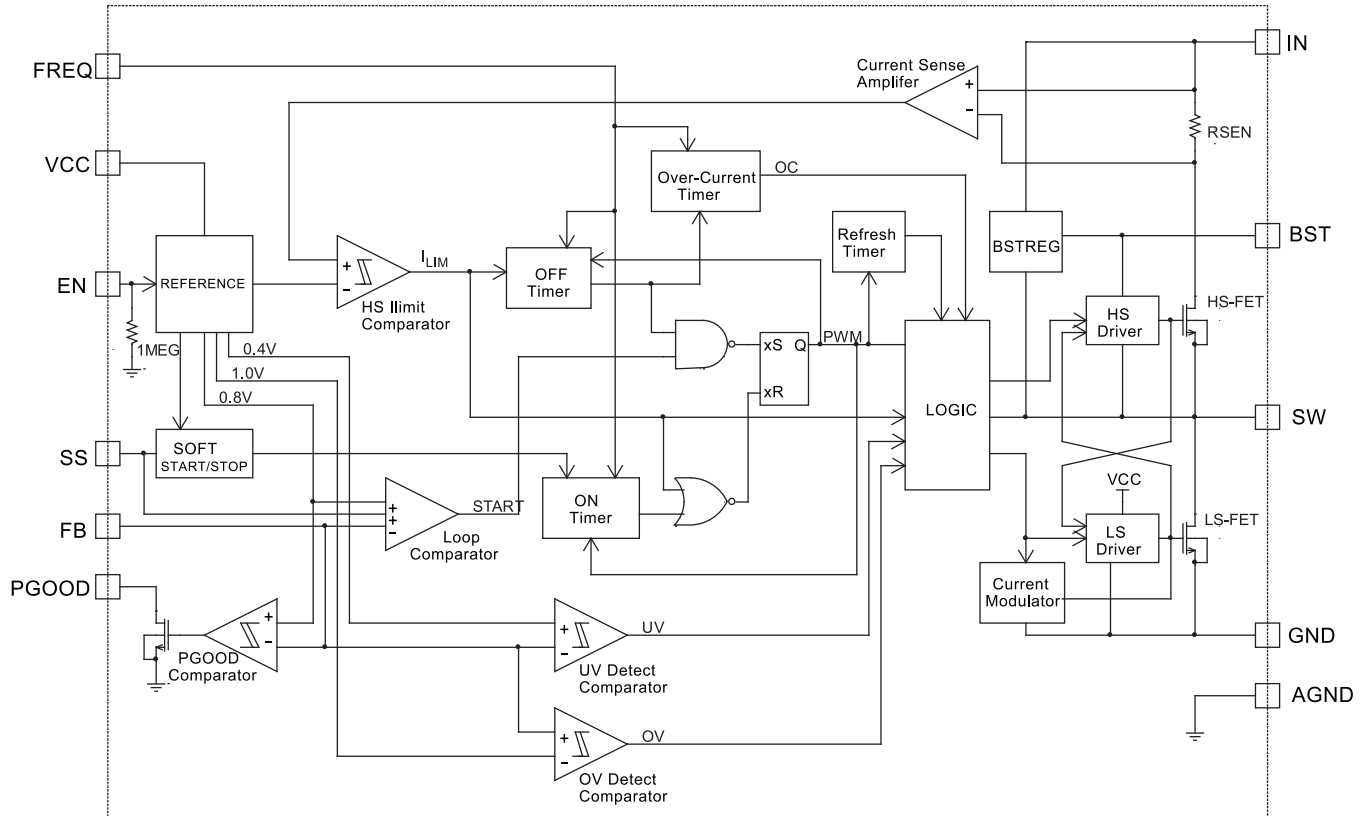 IN
FREQ
Current Sense
Amplifer
+
-
RSEN
VCC
Over-Current
Timer
OC
Refresh
Timer
BSTREG
BST
REFERENCE
EN
+
-
ILIM
HS Ilimit
Comparator
OFF
Timer
1MEG
HS
Driver
HS-FET
xS
Q
xR
PWM
0.4V
1.0V
0.8V
LOGIC
SW
SS
SOFT
START/STOP
VCC
ON
Timer
START
+
+
+
-
Loop
Comparator
FB
LS
Driver
LS-FET
Current
Modulator
PGOOD
+
-
PGOOD
Comparator
+
-
UV
UV Detect
Comparator
GND
AGND
+
-
OV
OV Detect
Comparator